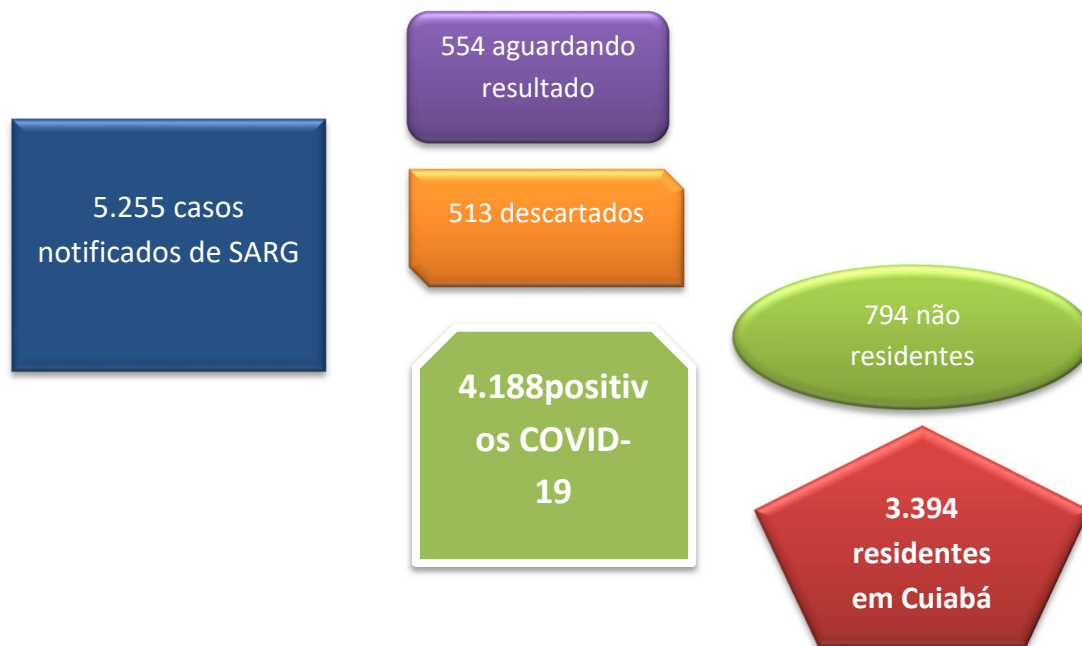 5.255 casos
notificados de SARG
554 aguardando
resultado
513 descartados
4.188positiv
os COVID-
19
794 não
residentes
3.394
residentes
em Cuiabá